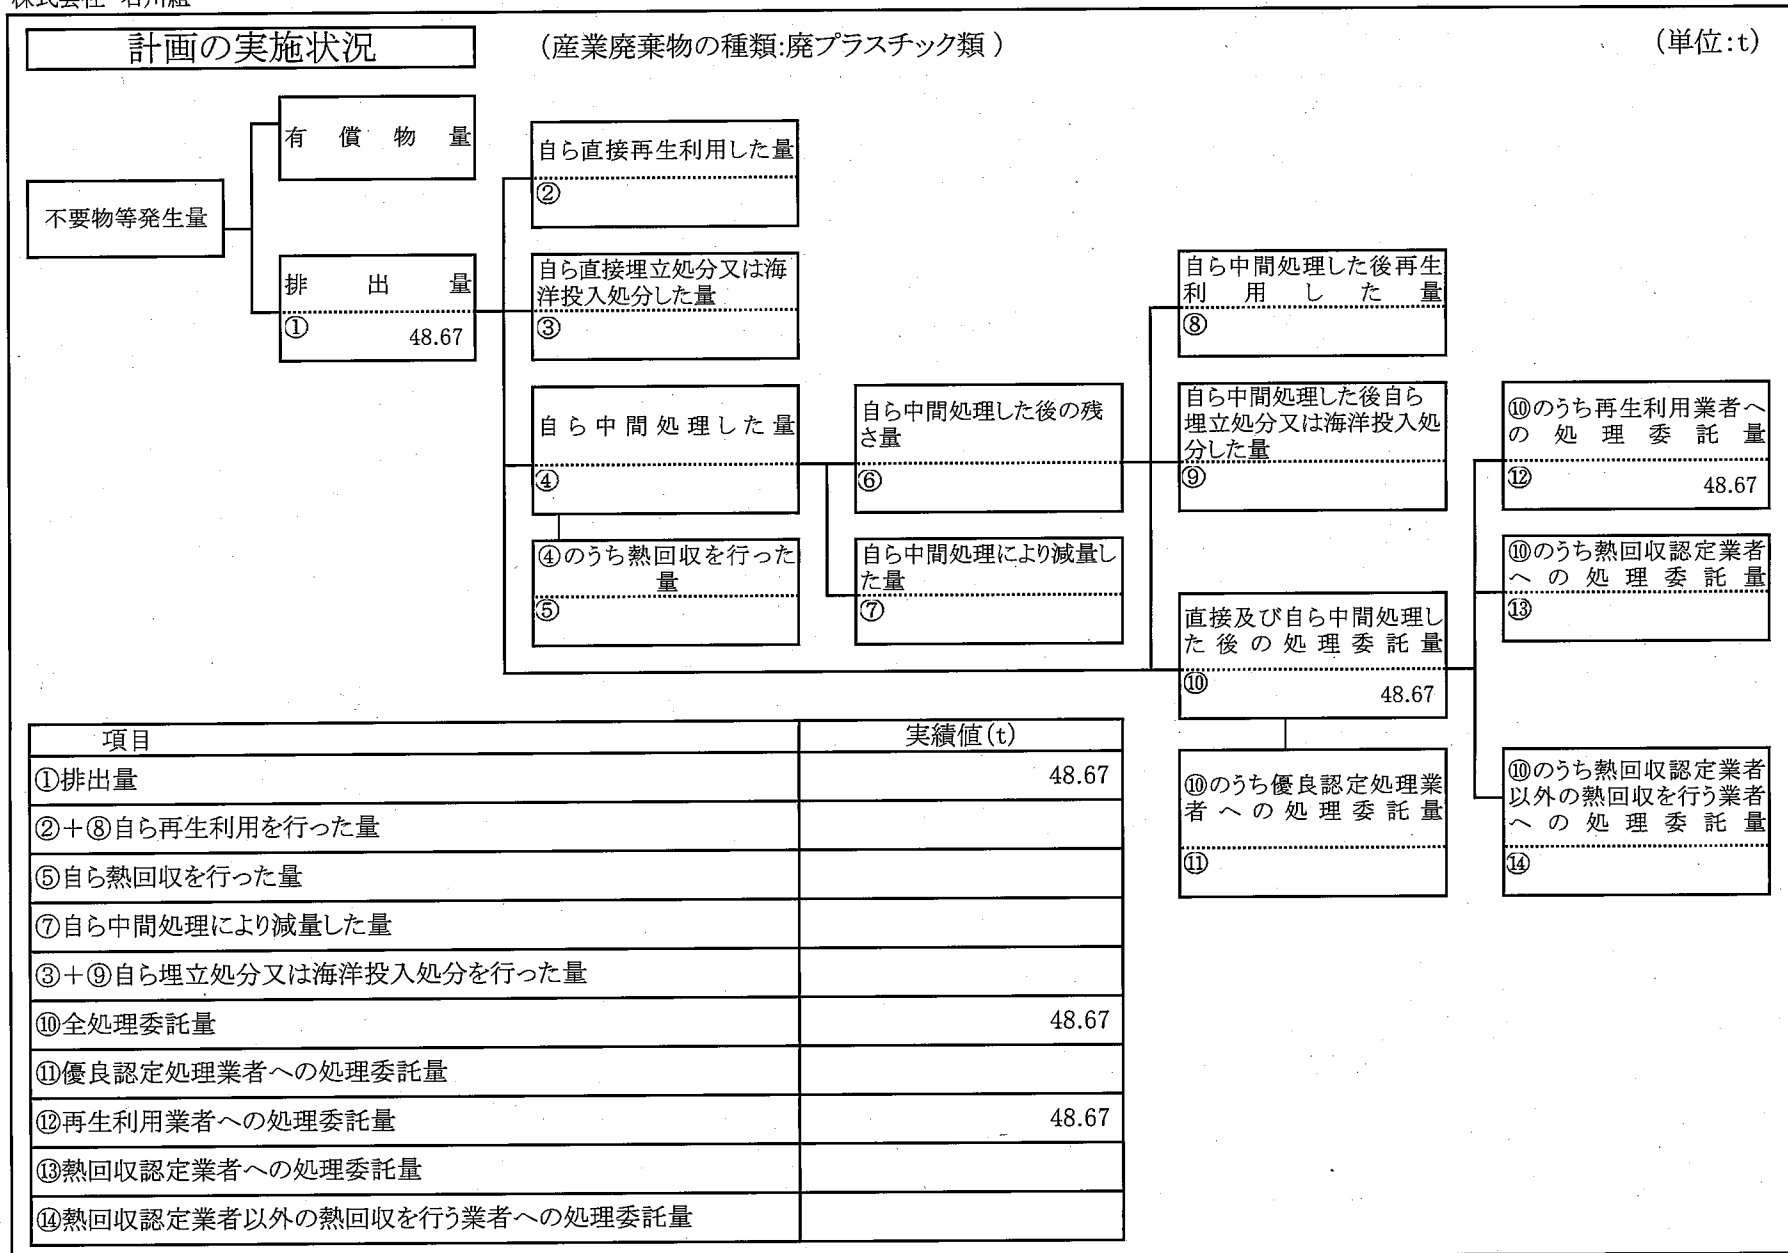 計画の実施状況
(産業廃棄物の種類:廃プラスチック類)
(単位:t)
不要物等発生量
有償物量
排出量
① 48.67
自ら直接再生利用した量
②
自ら直接埋立処分又は海
洋投入処分した量
③
自ら中間処理した量
④
④のうち熱回収を行った
量
⑤
自ら中間処理した後の残
さ量
⑥
自ら中間処理により減量し
た量
⑦
自ら中間処理した後再生
利用した量
⑧
自ら中間処理した後自ら
埋立処分又は海洋投入処
分した量
⑨
直接及び自ら中間処理し
た後の処理委託量
⑩ 48.67
⑩のうち優良認定処理業
者への処理委託量
⑪
⑩のうち再生利用業者へ
の処理委託量
⑫ 48.67
⑩のうち熱回収認定業者
への処理委託量
⑬
⑩のうち熱回収認定業者
以外の熱回収を行う業者
への処理委託量
⑭
項目 実績値(t)
①排出量 48.67
②+⑧自ら再生利用を行った量
⑤自ら熱回収を行った量
⑦自ら中間処理により減量した量
③+⑨自ら埋立処分又は海洋投入処分を行った量
⑩全処理委託量 48.67
⑪優良認定処理業者への処理委託量
⑫再生利用業者への処理委託量 48.67
⑬熱回収認定業者への処理委託量
⑭熱回収認定業者以外の熱回収を行う業者への処理委託量